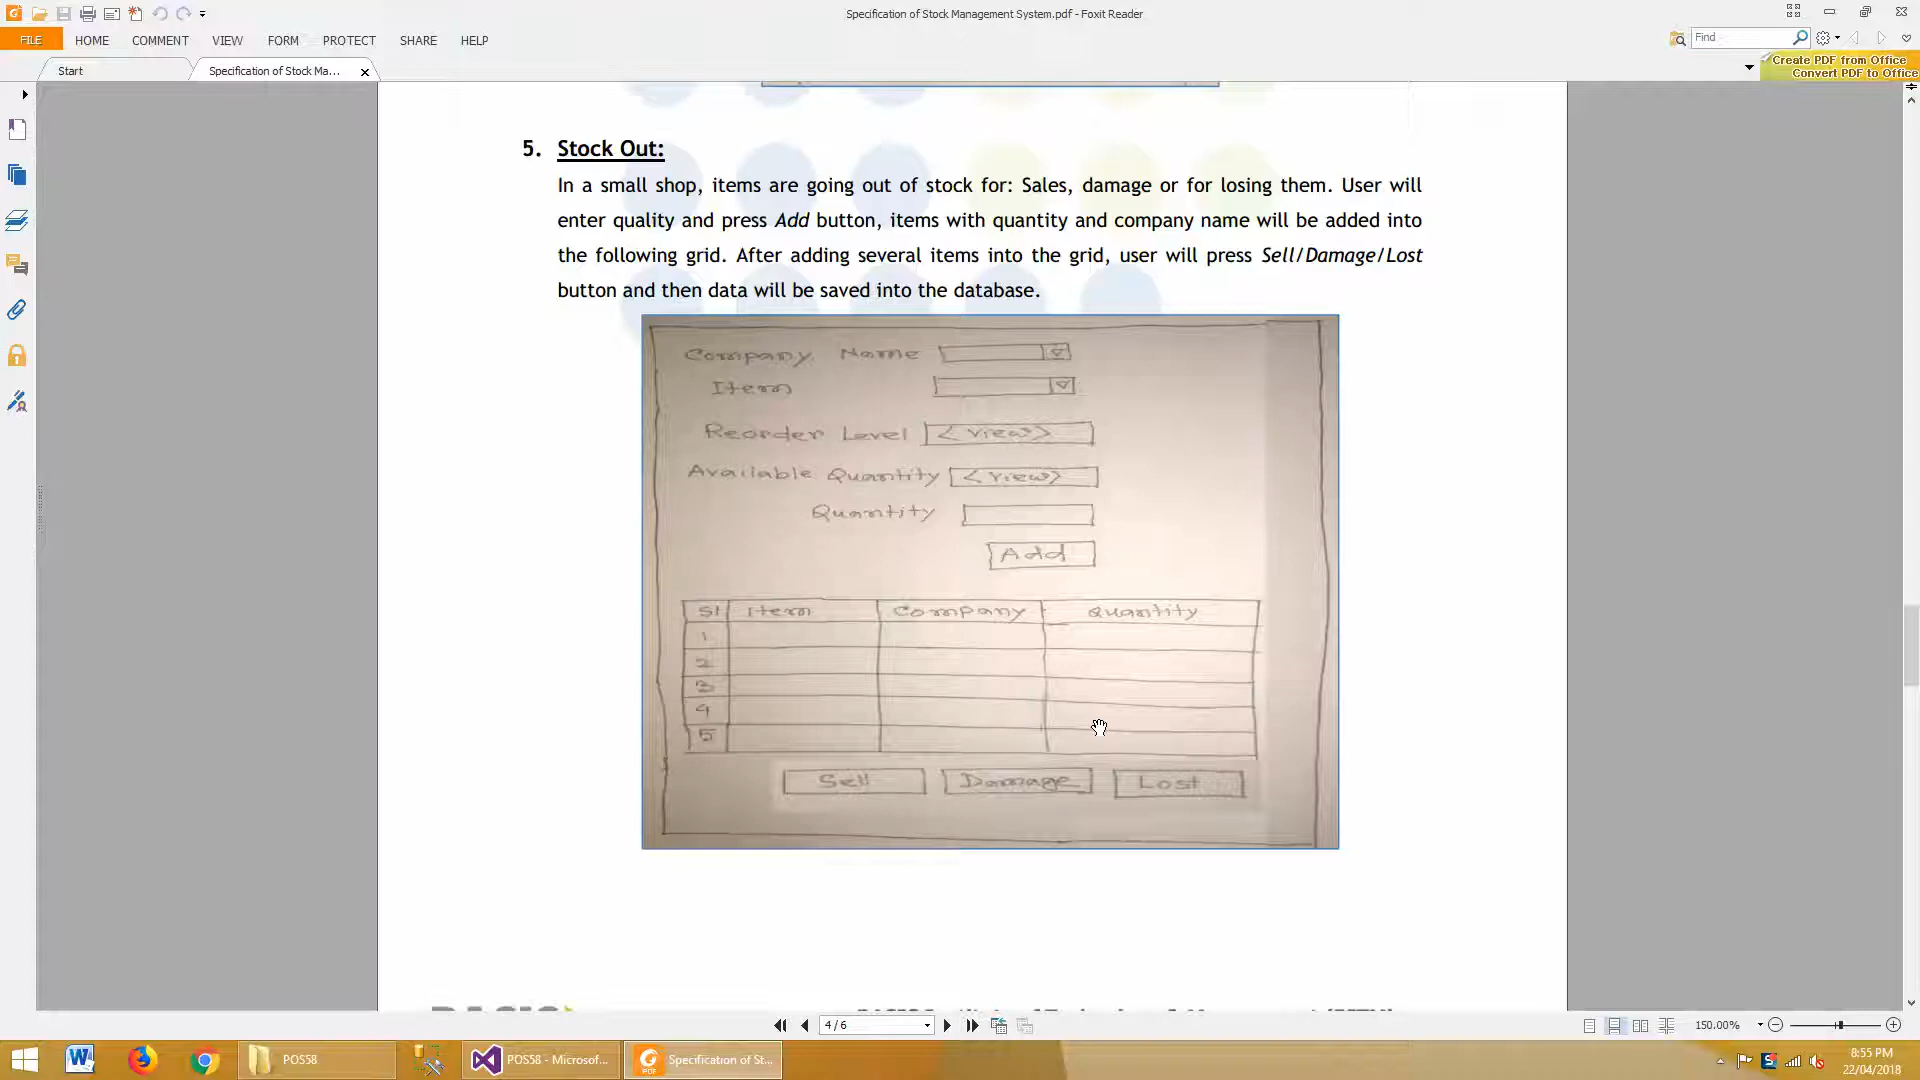 Specification of Stock Management System.pdf - Foxit Reader
FILE HOME COMMENT VIEW FORM PROTECT SHARE HELP
Find
Start
Specification of Stock Ma...
Create PDF from Office
Convert PDF to Office
5. Stock Out:
In a small shop, items are going out of stock for: Sales, damage or for losing them. User will
enter quality and press Add button, items with quantity and company name will be added into
the following grid. After adding several items into the grid, user will press Sell/Damage/Lost
button and then data will be saved into the database.
Company Name
Item
Reorder Level <View>
Available Quantity <View>
Quantity
Add
Sl Item Company Quantity
1
2
3
4
5
Sell Damage Lost
4 / 6
150.00%
POS58
POS58 - Microsof...
Specification of St...
8:55 PM
22/04/2018